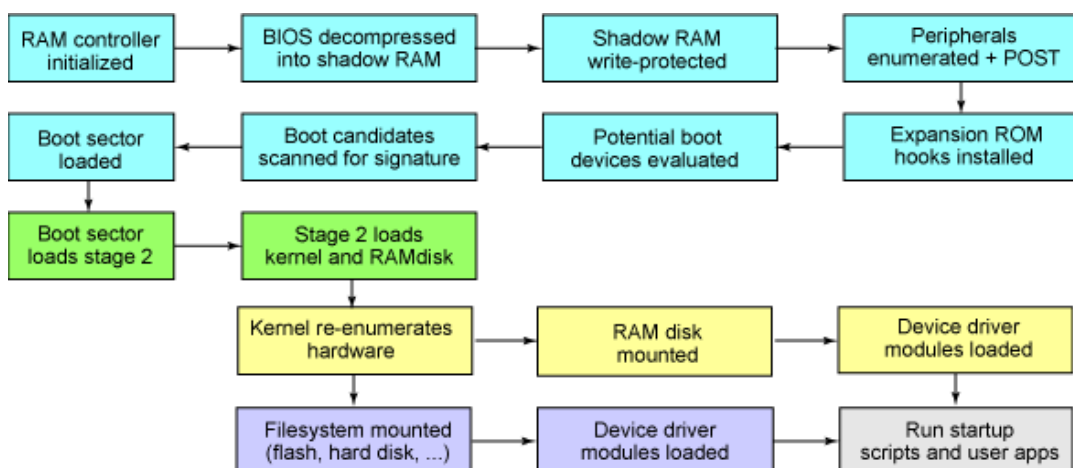 RAM controller
initialized
BIOS decompressed
into shadow RAM
Shadow RAM
write-protected
Peripherals
enumerated + POST
Boot sector
loaded
Boot candidates
scanned for signature
Potential boot
devices evaluated
Expansion ROM
hooks installed
Boot sector
loads stage 2
Stage 2 loads
kernel and RAMdisk
Kernel re-enumerates
hardware
RAM disk
mounted
Device driver
modules loaded
Filesystem mounted
(flash, hard disk, ...)
Device driver
modules loaded
Run startup
scripts and user apps